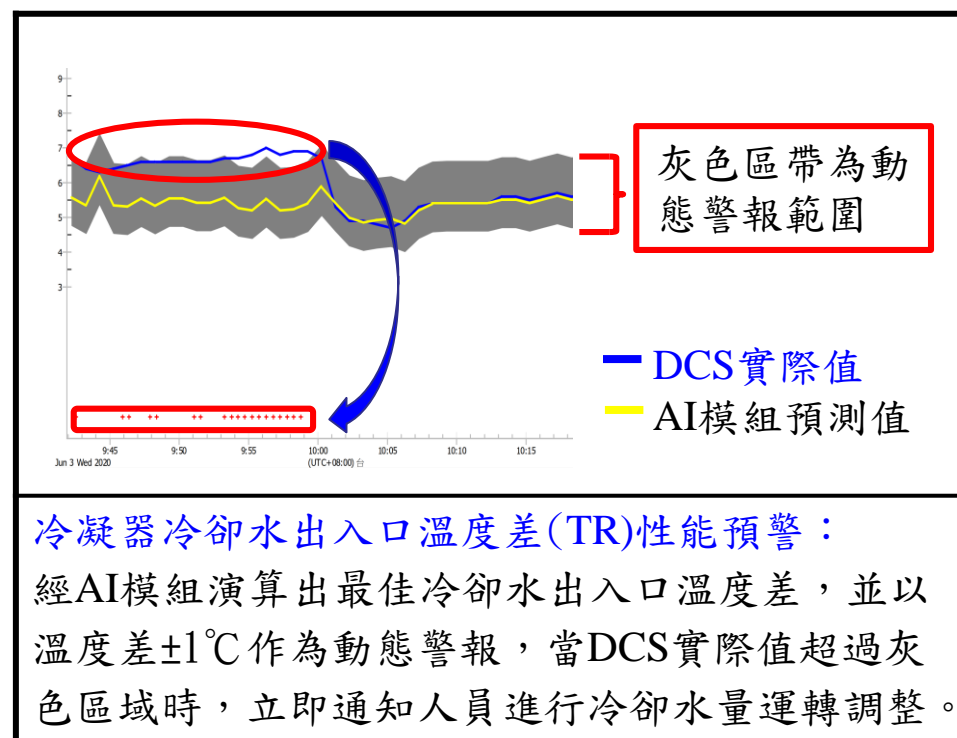 9
8
7
6
5
4
3
灰色區帶為動
態警報範圍
DCS實際值
AI模組預測值
9:45
9:50
9:55
10:00
10:05
10:10
10:15
Jun 3 Wed 2020
(UTC+08:00) 台
冷凝器冷卻水出入口溫度差(TR)性能預警：
經AI模組演算出最佳冷卻水出入口溫度差，並以
溫度差±1℃作為動態警報，當DCS實際值超過灰
色區域時，立即通知人員進行冷卻水量運轉調整。